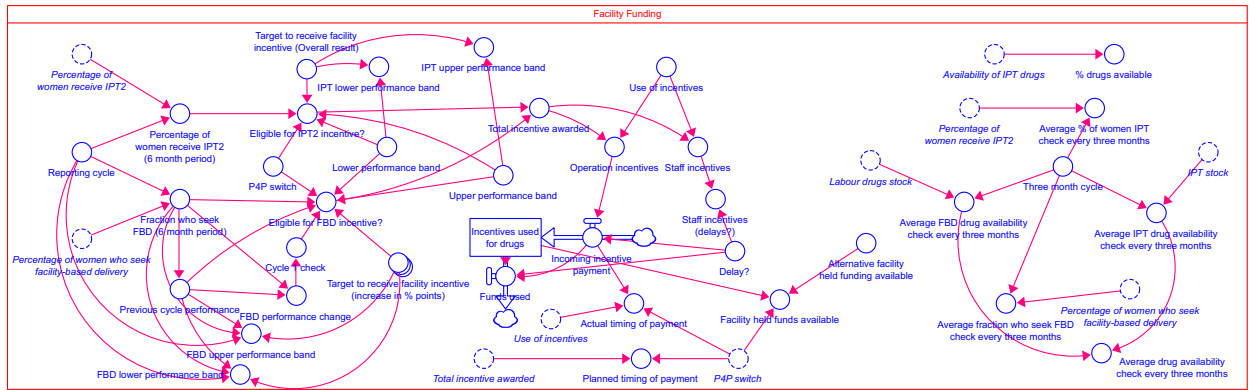 Facility Funding
Percentage of
women receive IPT2
Target to receive facility
incentive (Overall result)
IPT upper performance band
IPT lower performance band
Use of incentives
Availability of IPT drugs
% drugs available
Percentage of
women receive IPT2
(6 month period)
Eligible for IPT2 incentive?
Total incentive awarded
Operation incentives
Staff incentives
Percentage of
women receive IPT2
Average % of women IPT
check every three months
Reporting cycle
P4P switch
Lower performance band
Upper performance band
Labour drugs stock
Three month cycle
IPT stock
Fraction who seek
FBD (6 month period)
Eligible for FBD incentive?
Staff incentives
(delays?)
Average FBD drug availability
check every three months
Average IPT drug availability
check every three months
Percentage of women who seek
facility-based delivery
Cycle 1 check
Incentives used
for drugs
Incoming incentive
payment
Delay?
Alternative facility
held funding available
Previous cycle performance
FBD performance change
Target to receive facility incentive
(increase in % points)
Funds used
Actual timing of payment
Facility held funds available
Average fraction who seek FBD
check every three months
Percentage of women who seek
facility-based delivery
Use of incentives
FBD upper performance band
FBD lower performance band
Total incentive awarded
Planned timing of payment
P4P switch
Average drug availability
check every three months